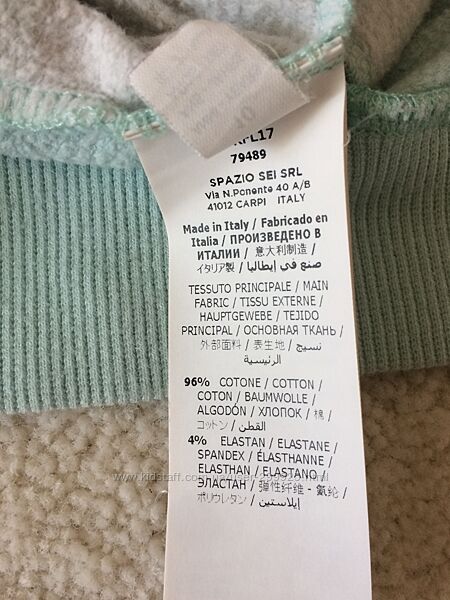 79489
SPAZIO SEI SRL
Via N.Ponente 40 A/B
41012 CARPI ITALY
Made in Italy / Fabricado en
Italia / ПРОИЗВЕДЕНО В
ИТАЛИИ / 意大利制造 /
イタリア製 / صنع في إيطاليا
TESSUTO PRINCIPALE / MAIN
FABRIC / TISSU EXTERNE /
HAUPTGEWEBE / TEJIDO
PRINCIPAL / ОСНОВНАЯ ТКАНЬ /
外部面料 / 表生地 / نسيج
الرئيسية
96% COTONE / COTTON /
COTON / BAUMWOLLE /
ALGODÓN / ХЛОПОК / 棉 /
コットン / القطن
4% ELASTAN / ELASTANE /
SPANDEX / ÉLASTHANNE /
ELASTHAN / ELASTANO /
ЭЛАСТАН / 弹性纤维 - 氨纶 /
ポリウレタン / إيلاستين